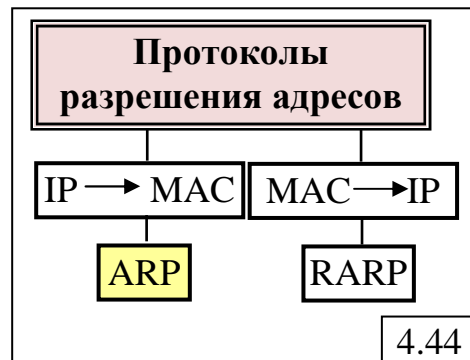 Протоколы
разрешения адресов
IP → MAC
MAC → IP
ARP
RARP
4.44